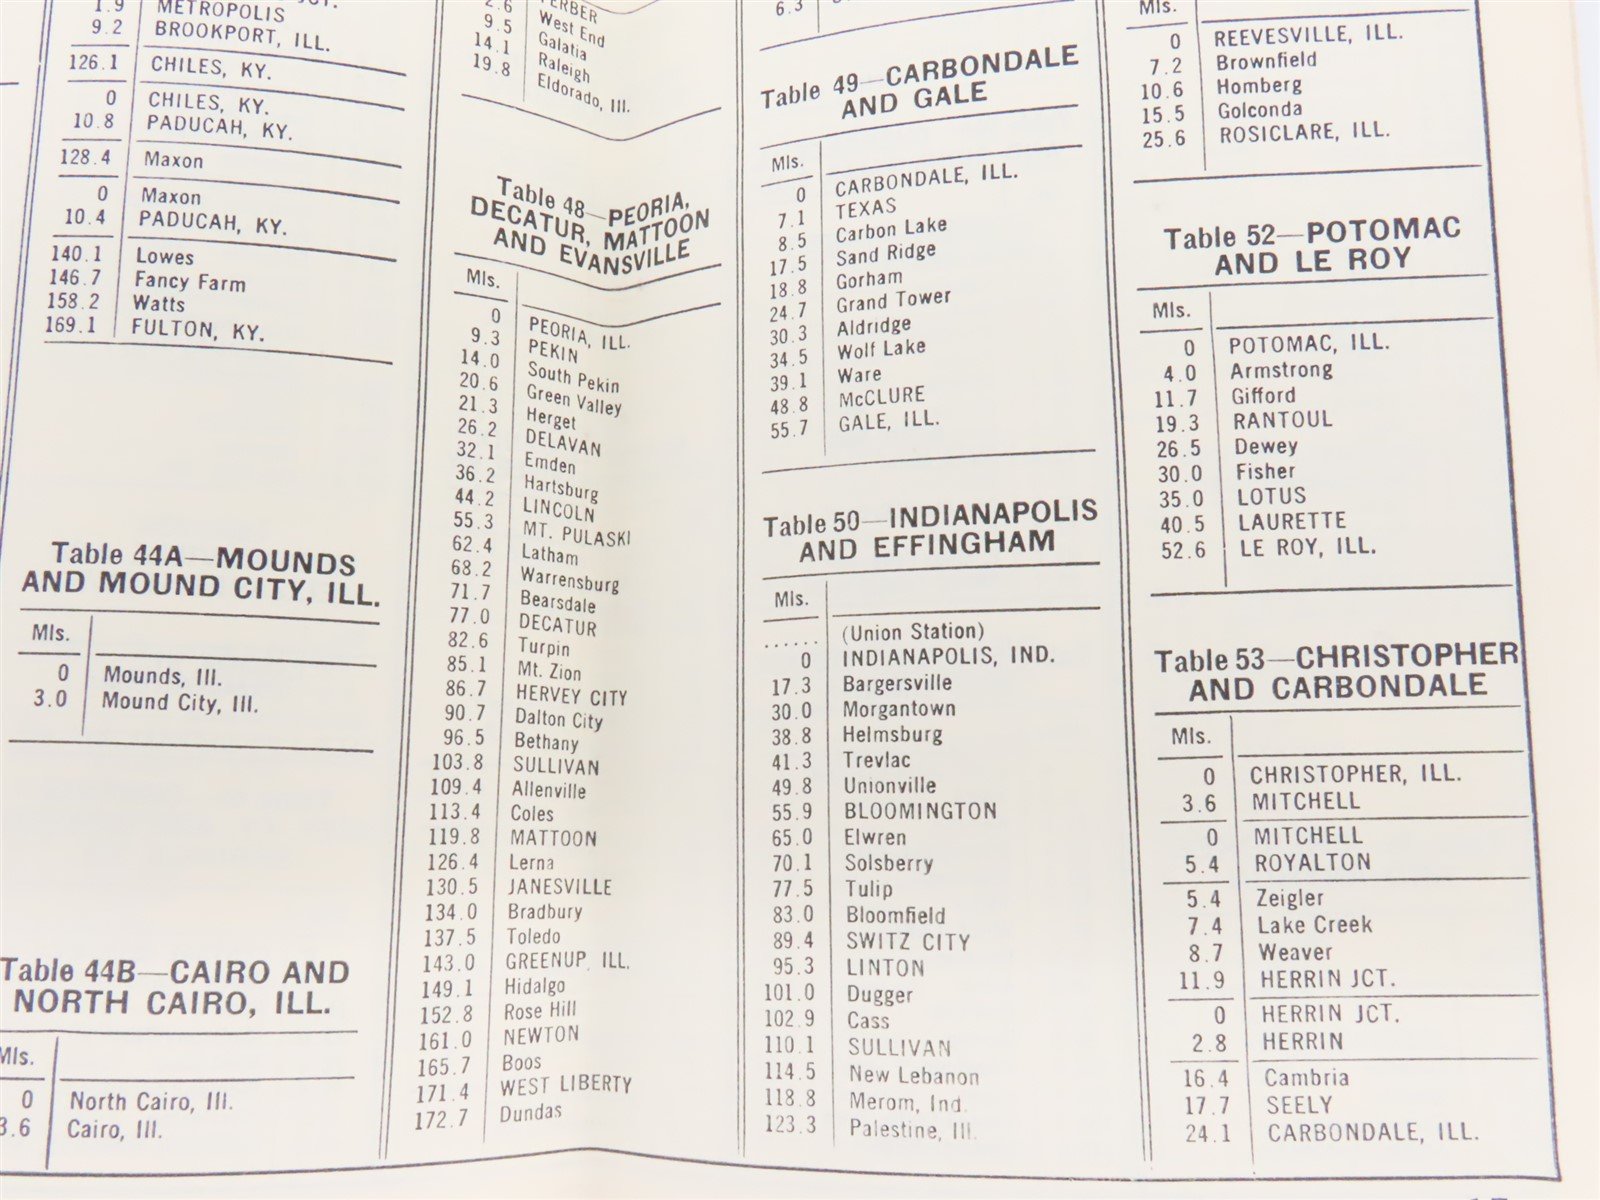 1.9 METROPOLIS
9.2 BROOKPORT, ILL.
126.1 CHILES, KY.
0 CHILES, KY.
10.8 PADUCAH, KY.
128.4 Maxon
0 Maxon
10.4 PADUCAH, KY.
140.1 Lowes
146.7 Fancy Farm
158.2 Watts
169.1 FULTON, KY.
Table 44A—MOUNDS
AND MOUND CITY, ILL.
Mls.
0 Mounds, Ill.
3.0 Mound City, Ill.
Table 44B—CAIRO AND
NORTH CAIRO, ILL.
Mls.
0 North Cairo, Ill.
3.6 Cairo, Ill.
2.6 FERBER
9.5 West End
14.1 Galatia
19.8 Raleigh
Eldorado, Ill.
Table 48—PEORIA,
DECATUR, MATTOON
AND EVANSVILLE
Mls.
0 PEORIA, ILL.
9.3 PEKIN
14.0 South Pekin
20.6 Green Valley
21.3 Herget
26.2 DELAVAN
32.1 Emden
36.2 Hartsburg
44.2 LINCOLN
55.3 MT. PULASKI
62.4 Latham
68.2 Warrensburg
71.7 Bearsdale
77.0 DECATUR
82.6 Turpin
85.1 Mt. Zion
86.7 HERVEY CITY
90.7 Dalton City
96.5 Bethany
103.8 SULLIVAN
109.4 Allenville
113.4 Coles
119.8 MATTOON
126.4 Lerna
130.5 JANESVILLE
134.0 Bradbury
137.5 Toledo
143.0 GREENUP, ILL.
149.1 Hidalgo
152.8 Rose Hill
161.0 NEWTON
165.7 Boos
171.4 WEST LIBERTY
172.7 Dundas
6.3
Table 49—CARBONDALE
AND GALE
Mls.
0 CARBONDALE, ILL.
7.1 TEXAS
8.5 Carbon Lake
17.5 Sand Ridge
18.8 Gorham
24.7 Grand Tower
30.3 Aldridge
34.5 Wolf Lake
39.1 Ware
48.8 McCLURE
55.7 GALE, ILL.
Table 50—INDIANAPOLIS
AND EFFINGHAM
Mls.
...... (Union Station)
0 INDIANAPOLIS, IND.
17.3 Bargersville
30.0 Morgantown
38.8 Helmsburg
41.3 Trevlac
49.8 Unionville
55.9 BLOOMINGTON
65.0 Elwren
70.1 Solsberry
77.5 Tulip
83.0 Bloomfield
89.4 SWITZ CITY
95.3 LINTON
101.0 Dugger
102.9 Cass
110.1 SULLIVAN
114.5 New Lebanon
118.8 Merom, Ind.
123.3 Palestine, Ill.
Mls.
0 REEVESVILLE, ILL.
7.2 Brownfield
10.6 Homberg
15.5 Golconda
25.6 ROSICLARE, ILL.
Table 52—POTOMAC
AND LE ROY
Mls.
0 POTOMAC, ILL.
4.0 Armstrong
11.7 Gifford
19.3 RANTOUL
26.5 Dewey
30.0 Fisher
35.0 LOTUS
40.5 LAURETTE
52.6 LE ROY, ILL.
Table 53—CHRISTOPHER
AND CARBONDALE
Mls.
0 CHRISTOPHER, ILL.
3.6 MITCHELL
0 MITCHELL
5.4 ROYALTON
5.4 Zeigler
7.4 Lake Creek
8.7 Weaver
11.9 HERRIN JCT.
0 HERRIN JCT.
2.8 HERRIN
16.4 Cambria
17.7 SEELY
24.1 CARBONDALE, ILL.